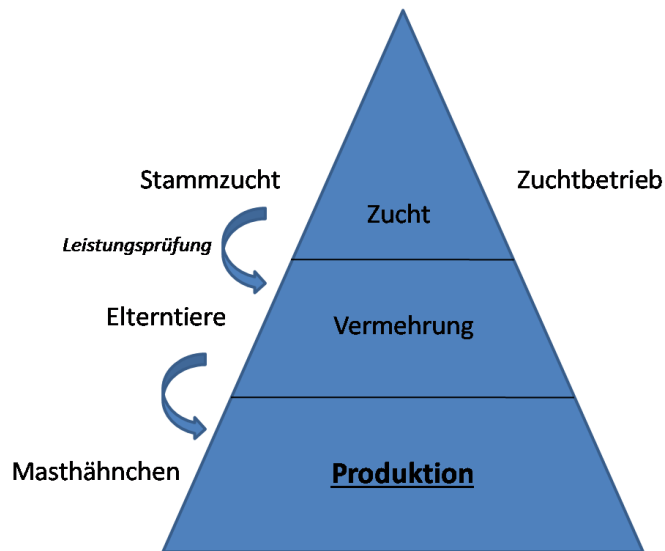 Stammzucht
Zuchtbetrieb
Zucht
Leistungsprüfung
Elterntiere
Vermehrung
Masthähnchen
Produktion